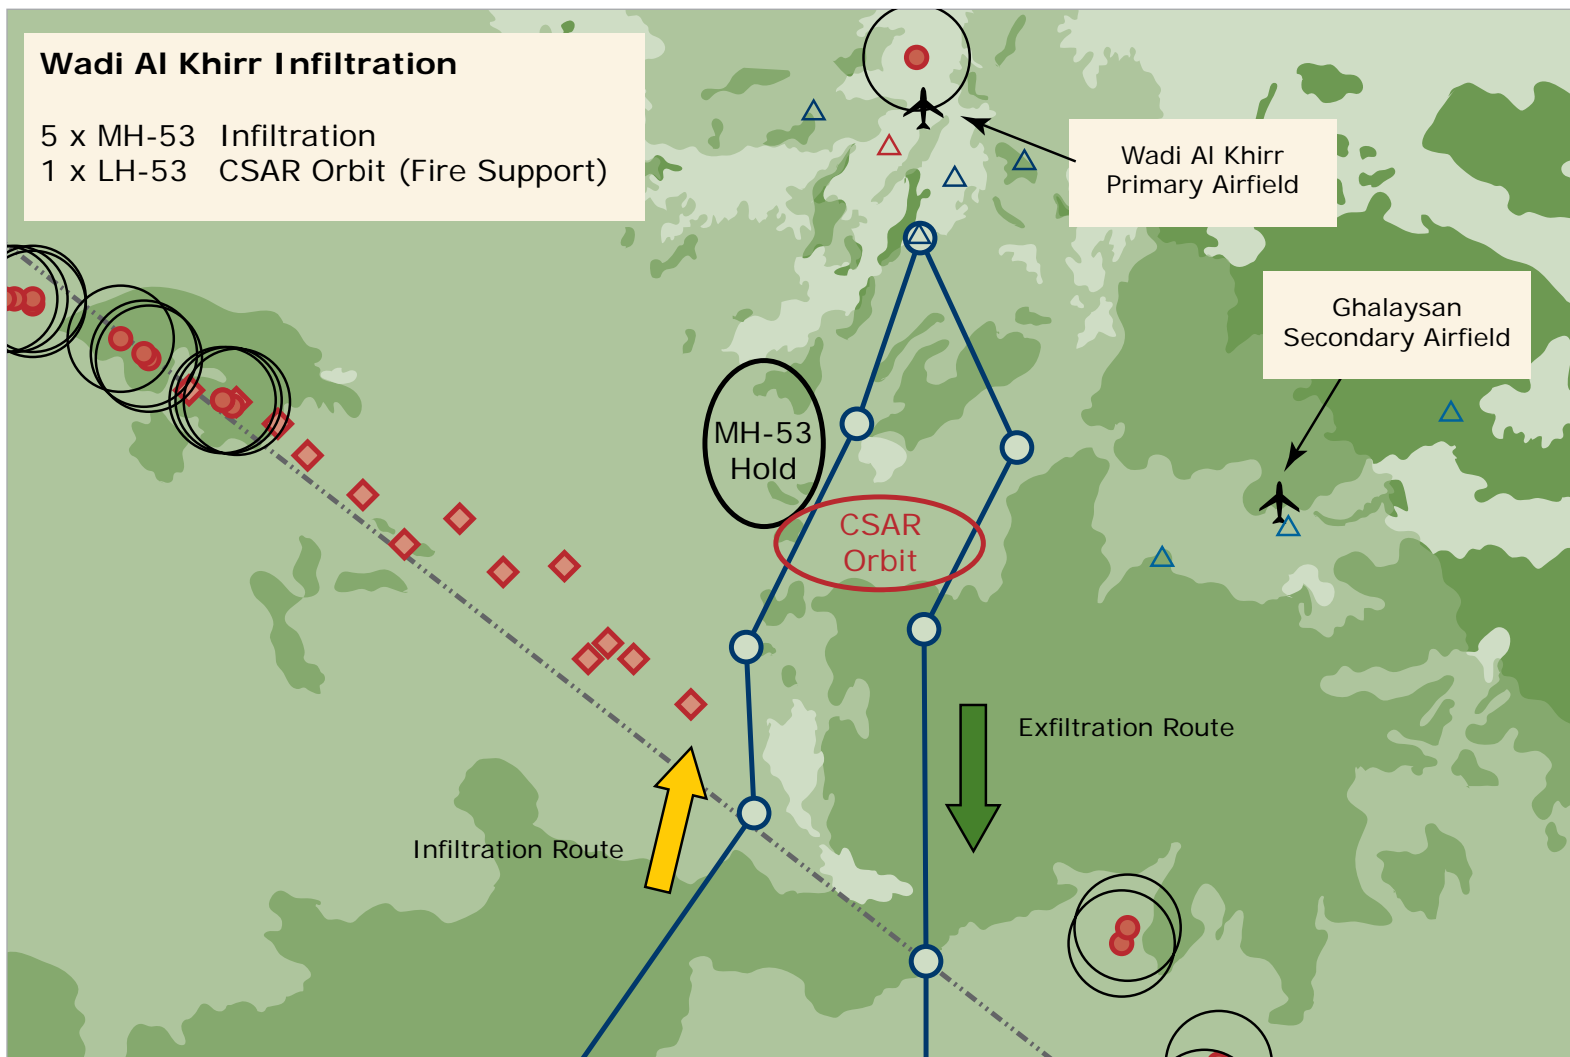 Wadi Al Khirr Infiltration
5 x MH-53 Infiltration
1 x LH-53 CSAR Orbit (Fire Support)
Wadi Al Khirr
Primary Airfield
Ghalaysan
Secondary Airfield
MH-53
Hold
CSAR
Orbit
Exfiltration Route
Infiltration Route